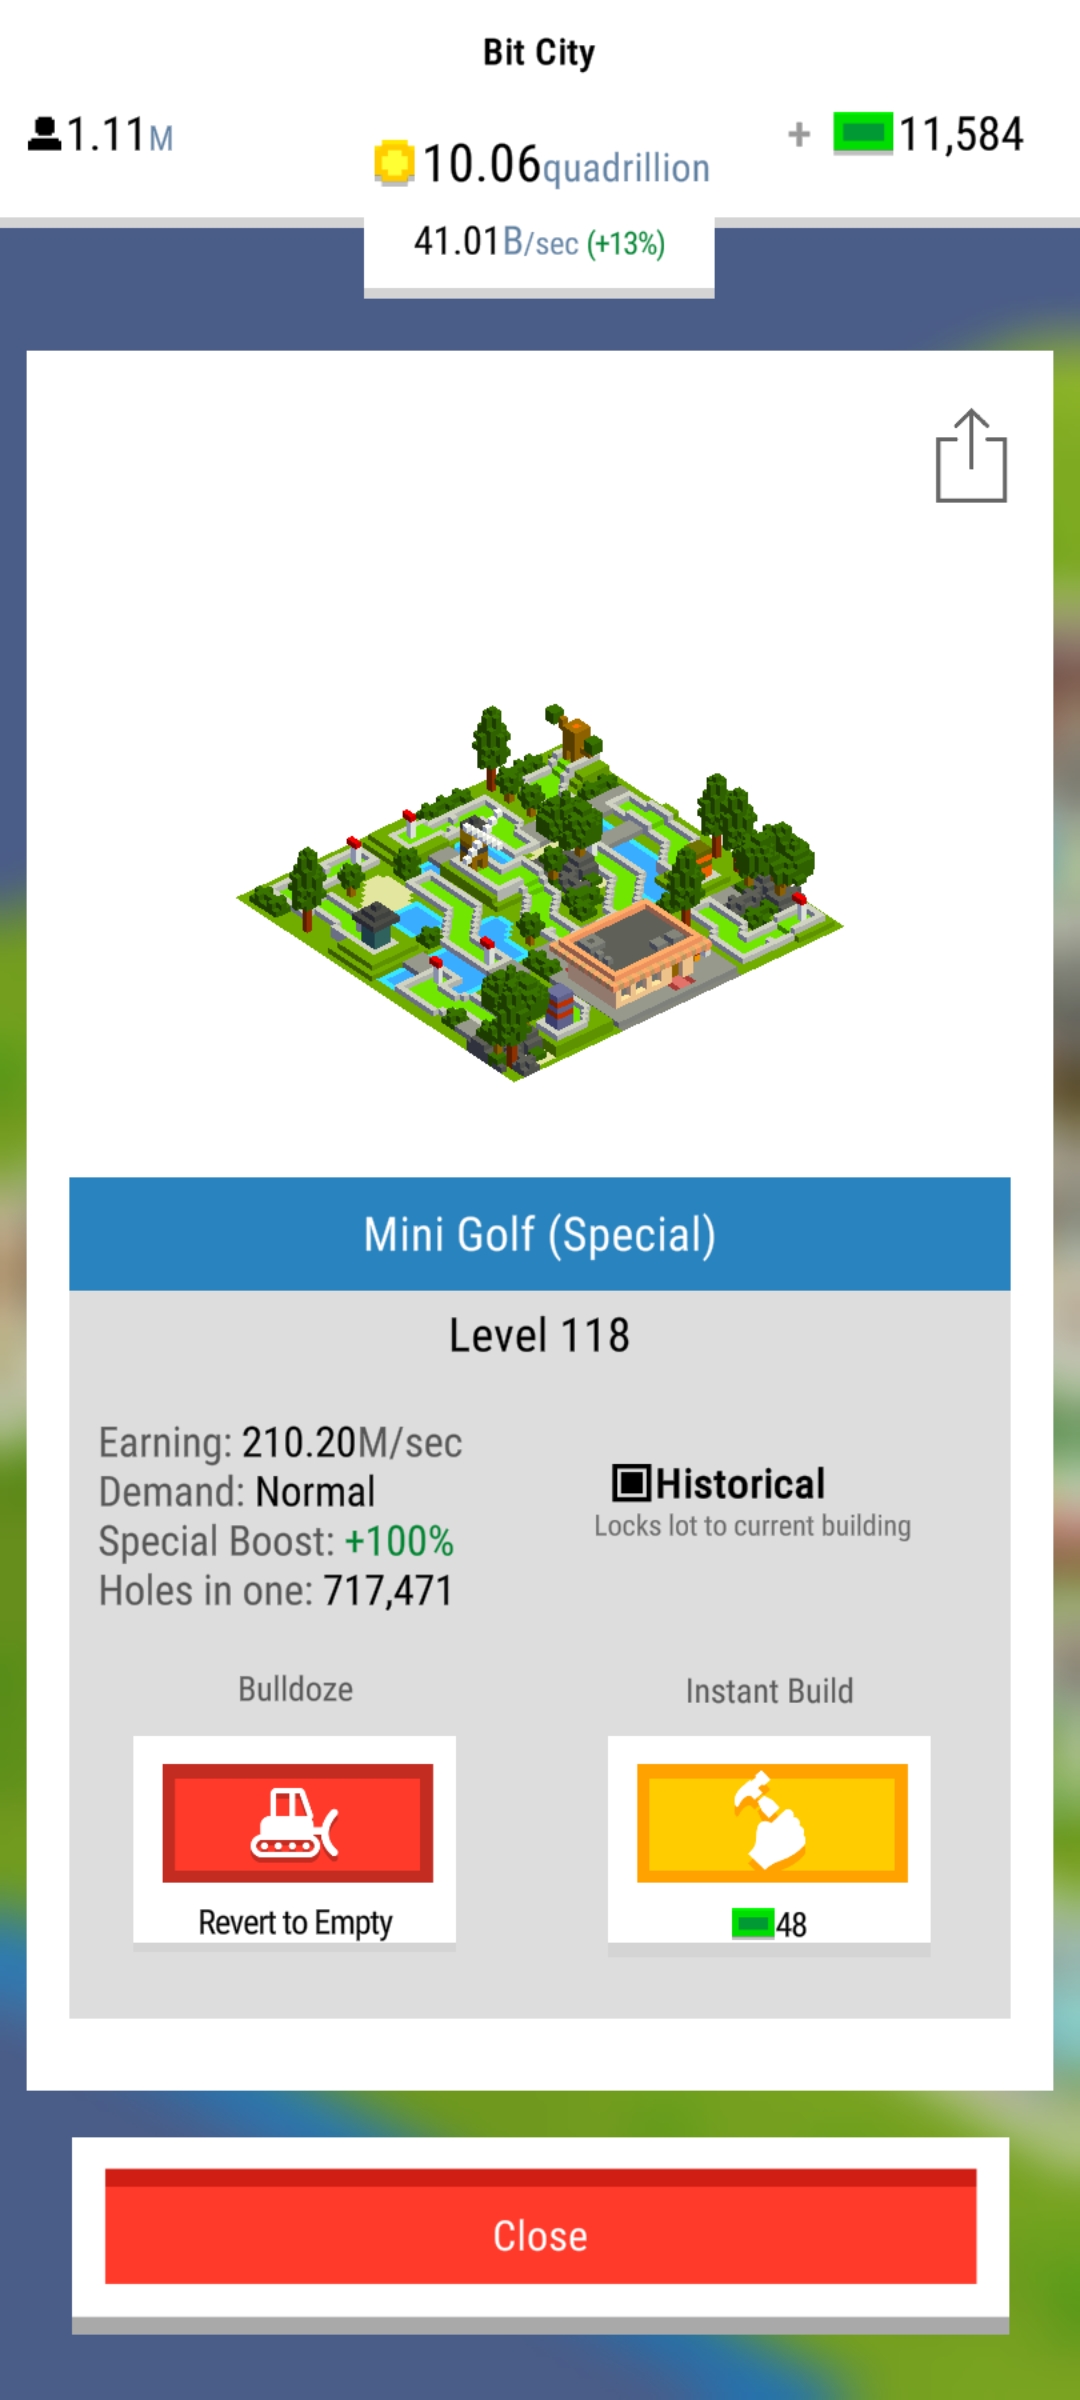 Bit City
1.11M
10.06quadrillion
+ 11,584
41.01B/sec (+13%)
Mini Golf (Special)
Level 118
Earning: 210.20M/sec
Demand: Normal
Special Boost: +100%
Holes in one: 717,471
Historical
Locks lot to current building
Bulldoze
Instant Build
Revert to Empty
48
Close